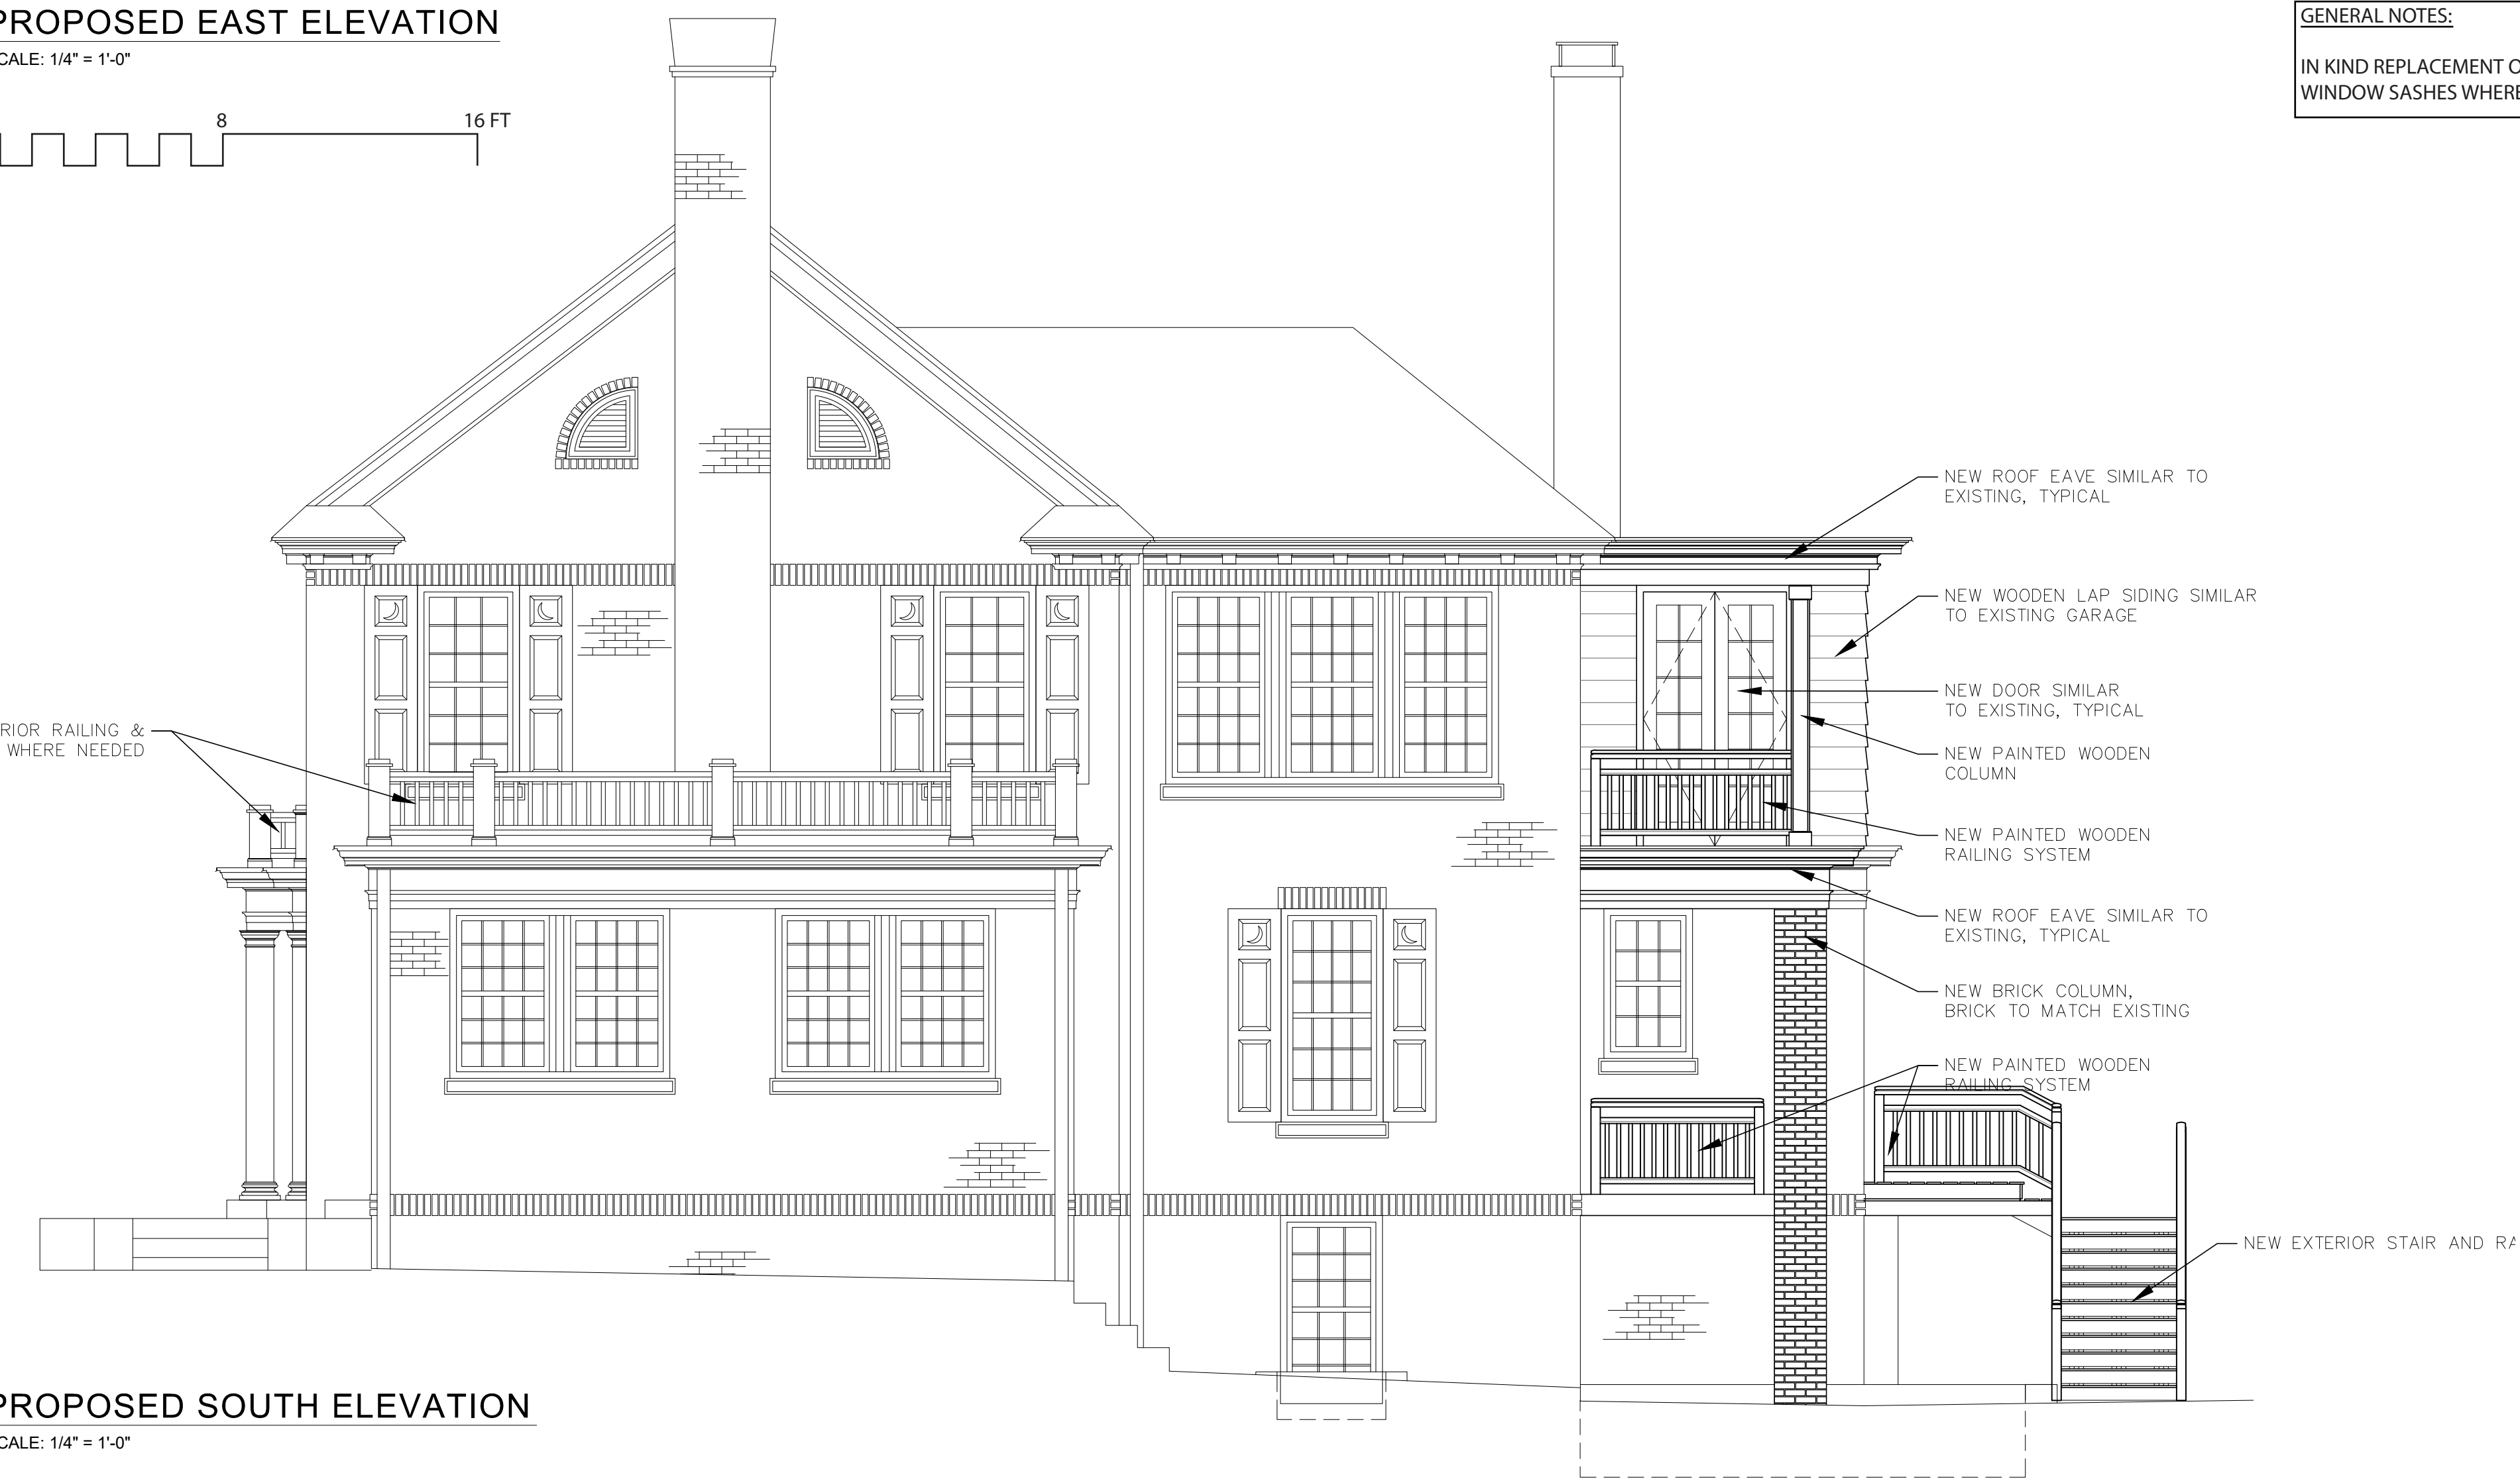 PROPOSED EAST ELEVATION
SCALE: 1/4" = 1'-0"
8 16 FT
GENERAL NOTES:
IN KIND REPLACEMENT
WINDOW SASHES WHERE
NEW ROOF EAVE SIMILAR TO
EXISTING, TYPICAL
NEW WOODEN LAP SIDING SIMILAR
TO EXISTING GARAGE
NEW DOOR SIMILAR
TO EXISTING, TYPICAL
RIOR RAILING &
WHERE NEEDED
NEW PAINTED WOODEN
COLUMN
NEW PAINTED WOODEN
RAILING SYSTEM
NEW ROOF EAVE SIMILAR TO
EXISTING, TYPICAL
NEW BRICK COLUMN,
BRICK TO MATCH EXISTING
NEW PAINTED WOODEN
RAILING SYSTEM
NEW EXTERIOR STAIR AND
PROPOSED SOUTH ELEVATION
SCALE: 1/4" = 1'-0"